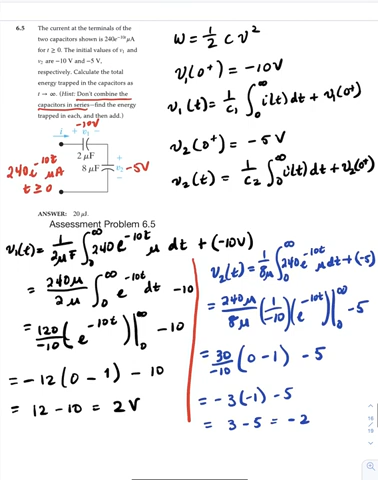 6.5 The current at the terminals of the
two capacitors shown is 240e^-10t μA
for t ≥ 0. The initial values of v1 and
v2 are −10 V and −5 V,
respectively. Calculate the total
energy trapped in the capacitors as
t → ∞. (Hint: Don't combine the
capacitors in series—find the energy
trapped in each, and then add.)
-10V
i + v1 -
2 μF
240e^-10t μA
t ≥ 0
8 μF
+
v2
-
-5V
ANSWER: 20 μJ.
Assessment Problem 6.5
W = 1/2 C V²
V1(0+) = -10V
V1(t) = 1/C1 ∫0^∞ i(t) dt + V1(0+)
V2(0+) = -5 V
V2(t) = 1/C2 ∫0^∞ i(t) dt + V2(0+)
V1(t) = 1/2μF ∫0^∞ 240e^-10t μ dt + (-10V)
= 240μ/2μ ∫0^∞ e^-10t dt -10
= 120/-10 (e^-10t)|0^∞ -10
= -12(0-1) - 10
= 12-10 = 2V
V2(t) = 1/8μ ∫0^∞ 240e^-10t μ dt + (-5)
= 240μ/8μ (1/-10)(e^-10t)|0^∞ -5
= 30/-10 (0-1) -5
= -3(-1) -5
= 3-5 = -2